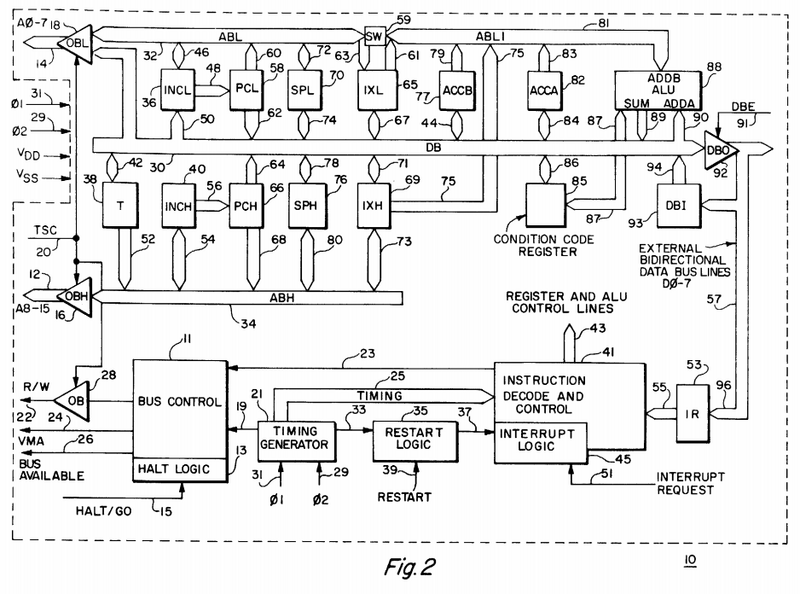 AØ-7 18
OBL
14
ABL
32
59
SW
ABLI
81
46
48
60
58
72
70
63
61
65
79
75
83
82
INCL
36
PCL
SPL
IXL
ACCB
77
ACCA
ADDB
ALU
88
SUM ADDA
31
Ø1
29
Ø2
VDD
VSS
50
62
74
67
44
84
87
89
90
DBE
91
DB
DBO
92
42
30
40
64
78
71
86
94
38
T
INCH
56
PCH
66
SPH
76
IXH
69
75
85
87
93
DBI
CONDITION CODE
REGISTER
EXTERNAL
BIDIRECTIONAL
DATA BUS LINES
DØ-7
TSC
20
52
54
68
80
73
12
OBH
A8-15
16
ABH
34
57
REGISTER AND ALU
CONTROL LINES
43
11
23
41
R/W
22
OB
28
24
VMA
26
BUS
AVAILABLE
BUS CONTROL
HALT LOGIC
13
HALT/GO
15
19
21
25
TIMING
TIMING
GENERATOR
31
29
Ø1
Ø2
33
35
RESTART
LOGIC
39
RESTART
37
INSTRUCTION
DECODE AND
CONTROL
INTERRUPT
LOGIC
45
51
INTERRUPT
REQUEST
55
53
IR
96
Fig. 2
10